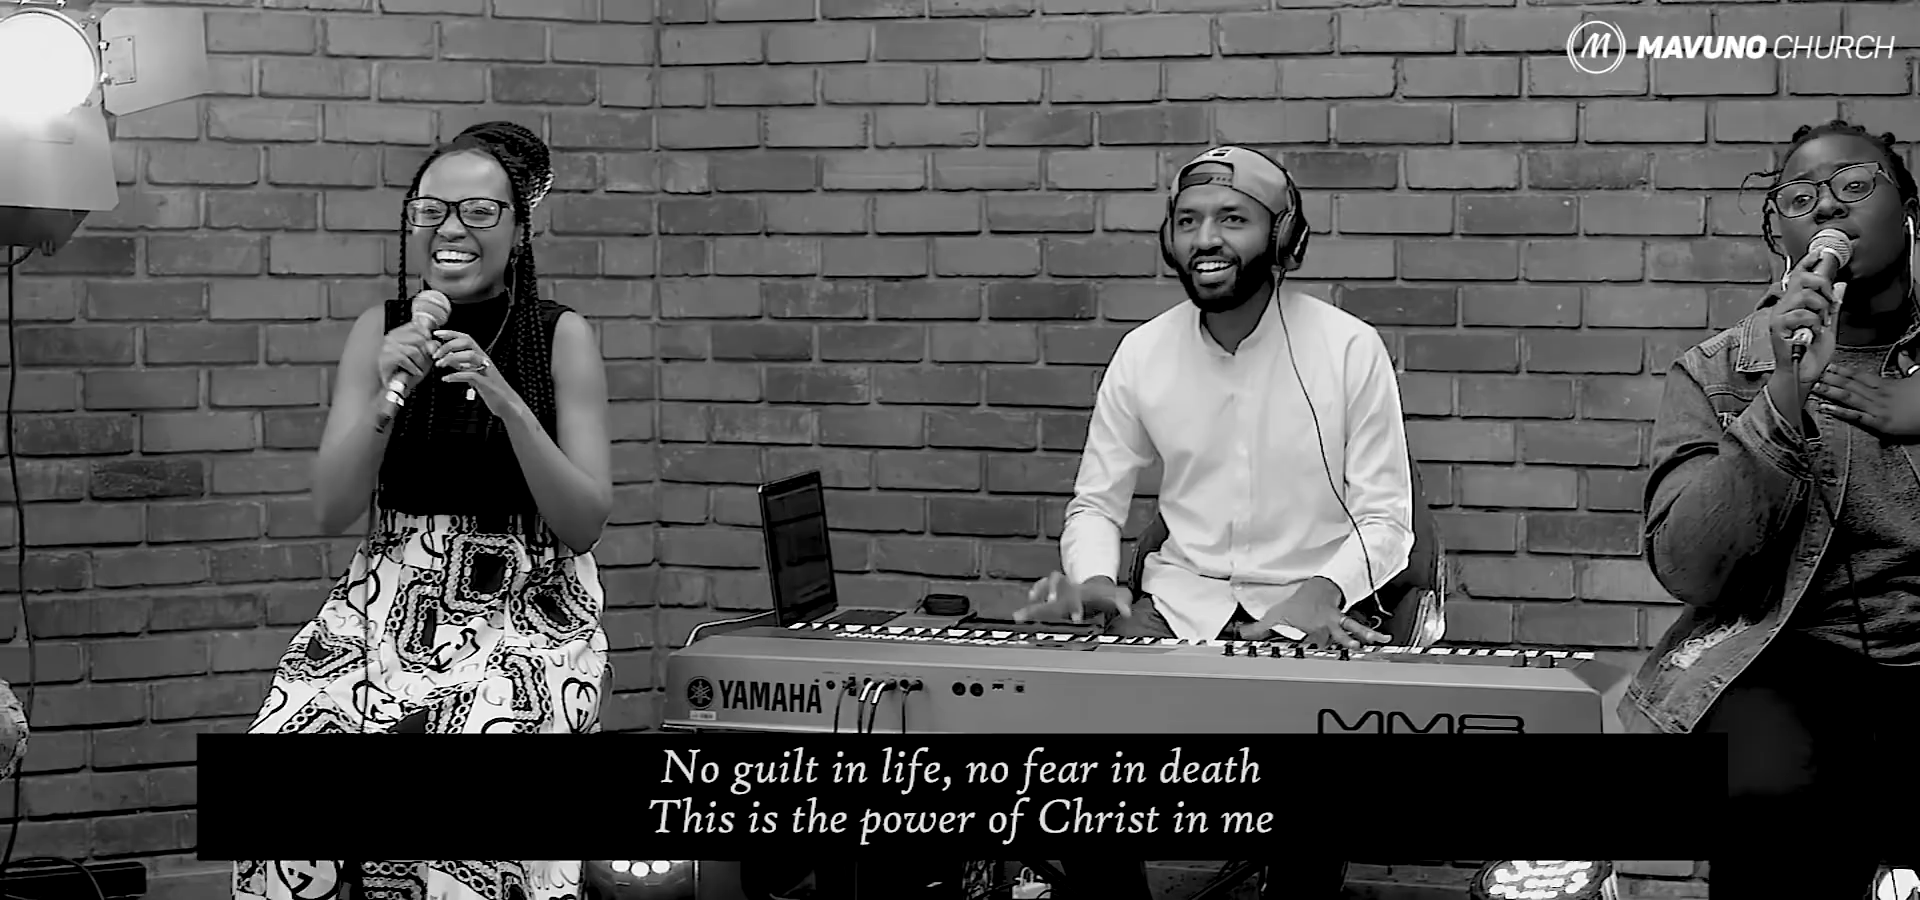 MAVUNO CHURCH
YAMAHA
MM8
No guilt in life, no fear in death
This is the power of Christ in me